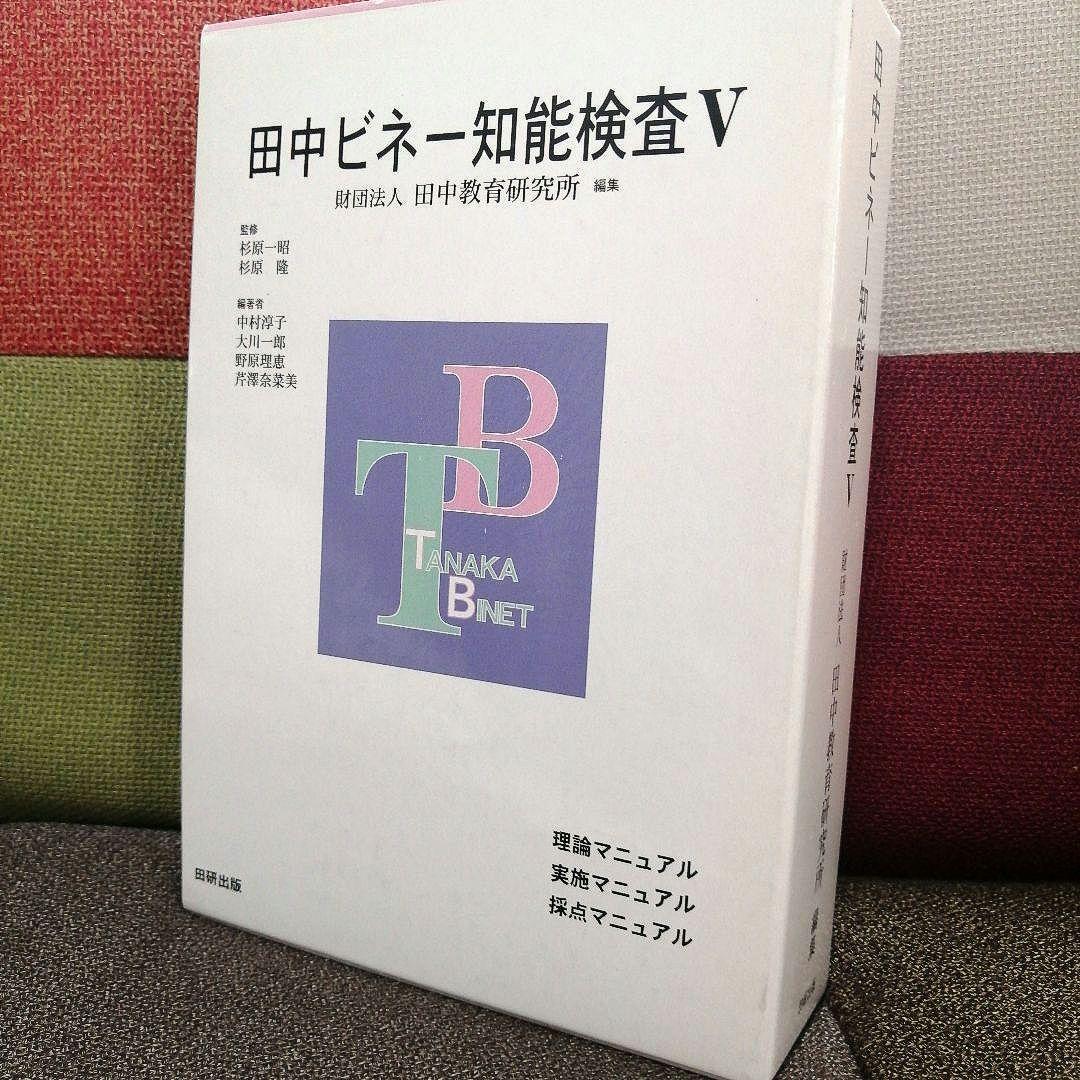 田中ビネー知能検査Ⅴ
財団法人 田中教育研究所 編集
監修
杉原一昭
杉原 隆
編著者
中村淳子
大川一郎
野原理恵
芹澤奈菜美
TB
TANAKA
BINET
理論マニュアル
実施マニュアル
採点マニュアル
田研出版
田中ビネー知能検査Ⅴ 財団法人 田中教育研究所 編集